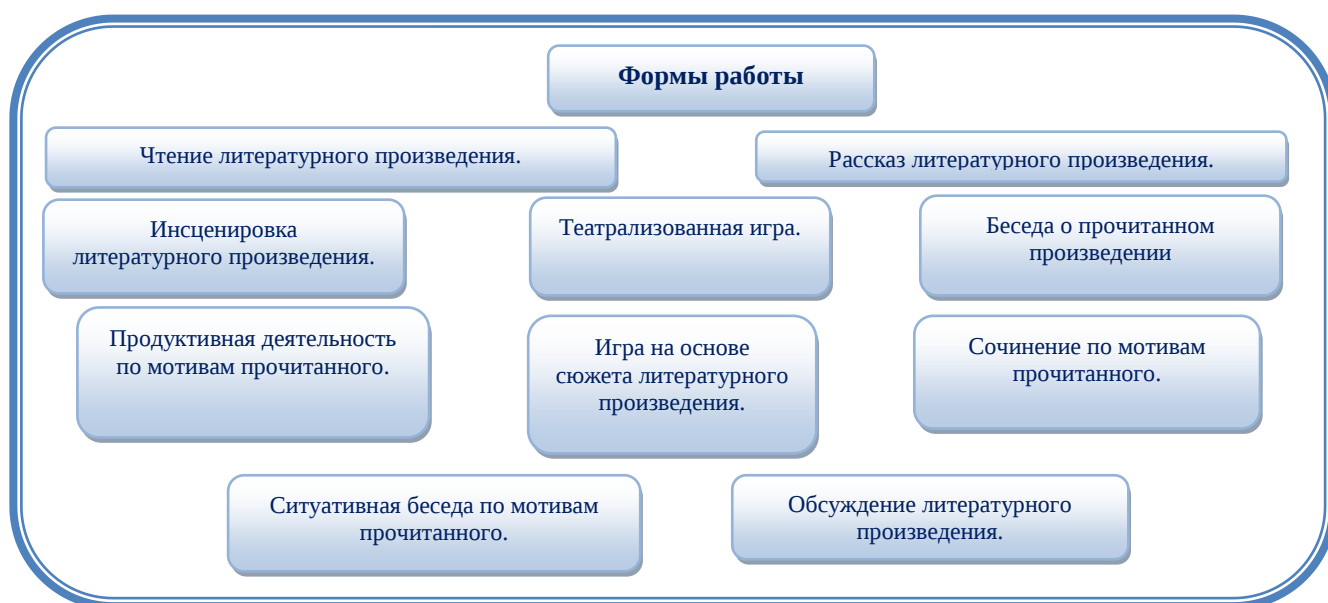 Формы работы
Чтение литературного произведения.
Рассказ литературного произведения.
Инсценировка
литературного произведения.
Театрализованная игра.
Беседа о прочитанном
произведении
Продуктивная деятельность
по мотивам прочитанного.
Игра на основе
сюжета литературного
произведения.
Сочинение по мотивам
прочитанного.
Ситуативная беседа по мотивам
прочитанного.
Обсуждение литературного
произведения.